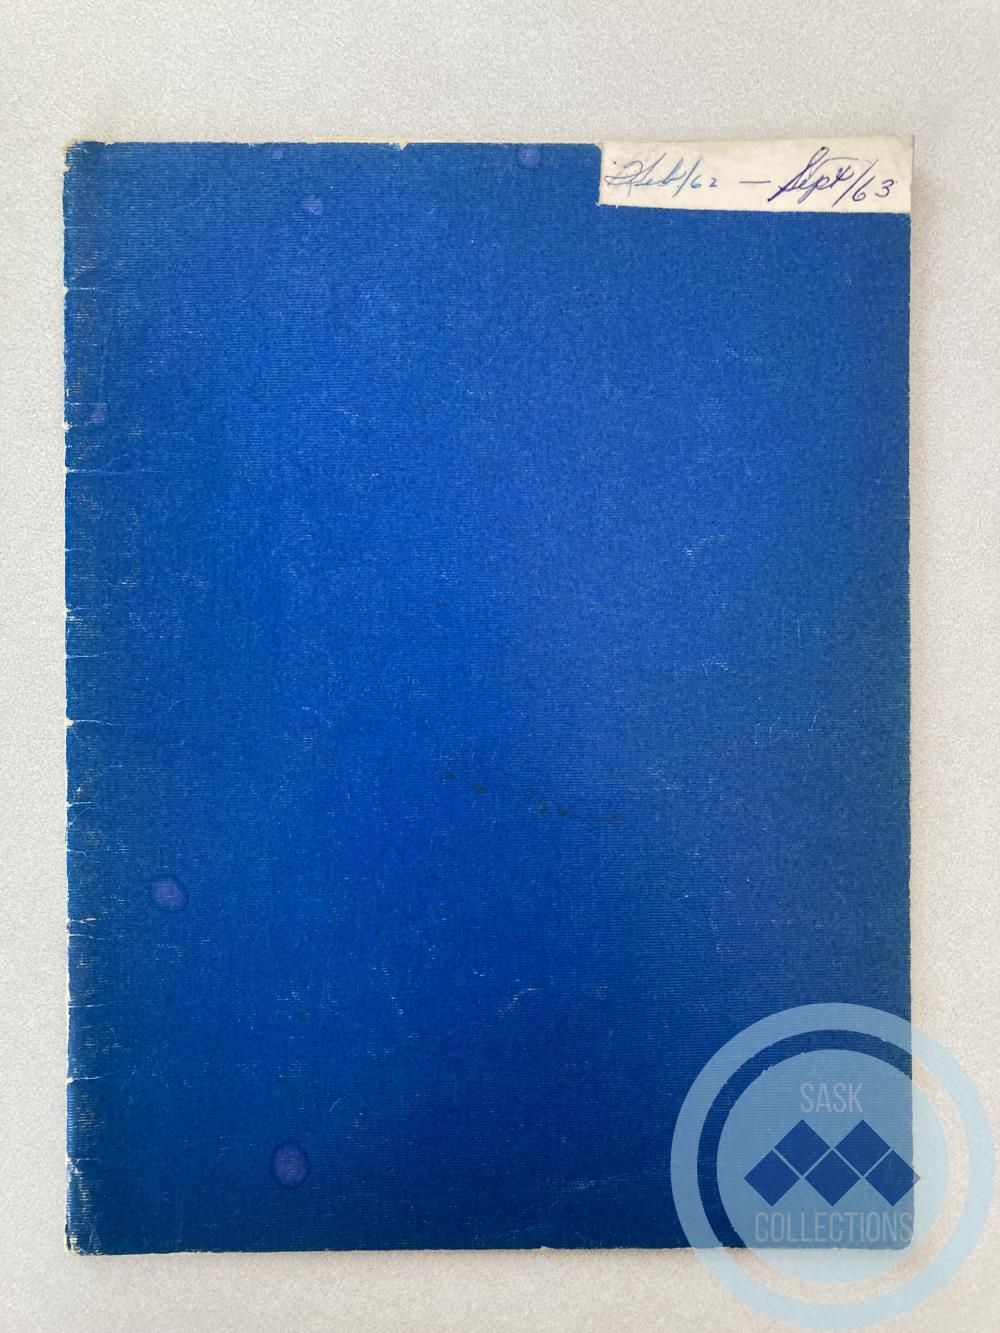 Feb/62 — Sept/63
SASK
COLLECTIONS